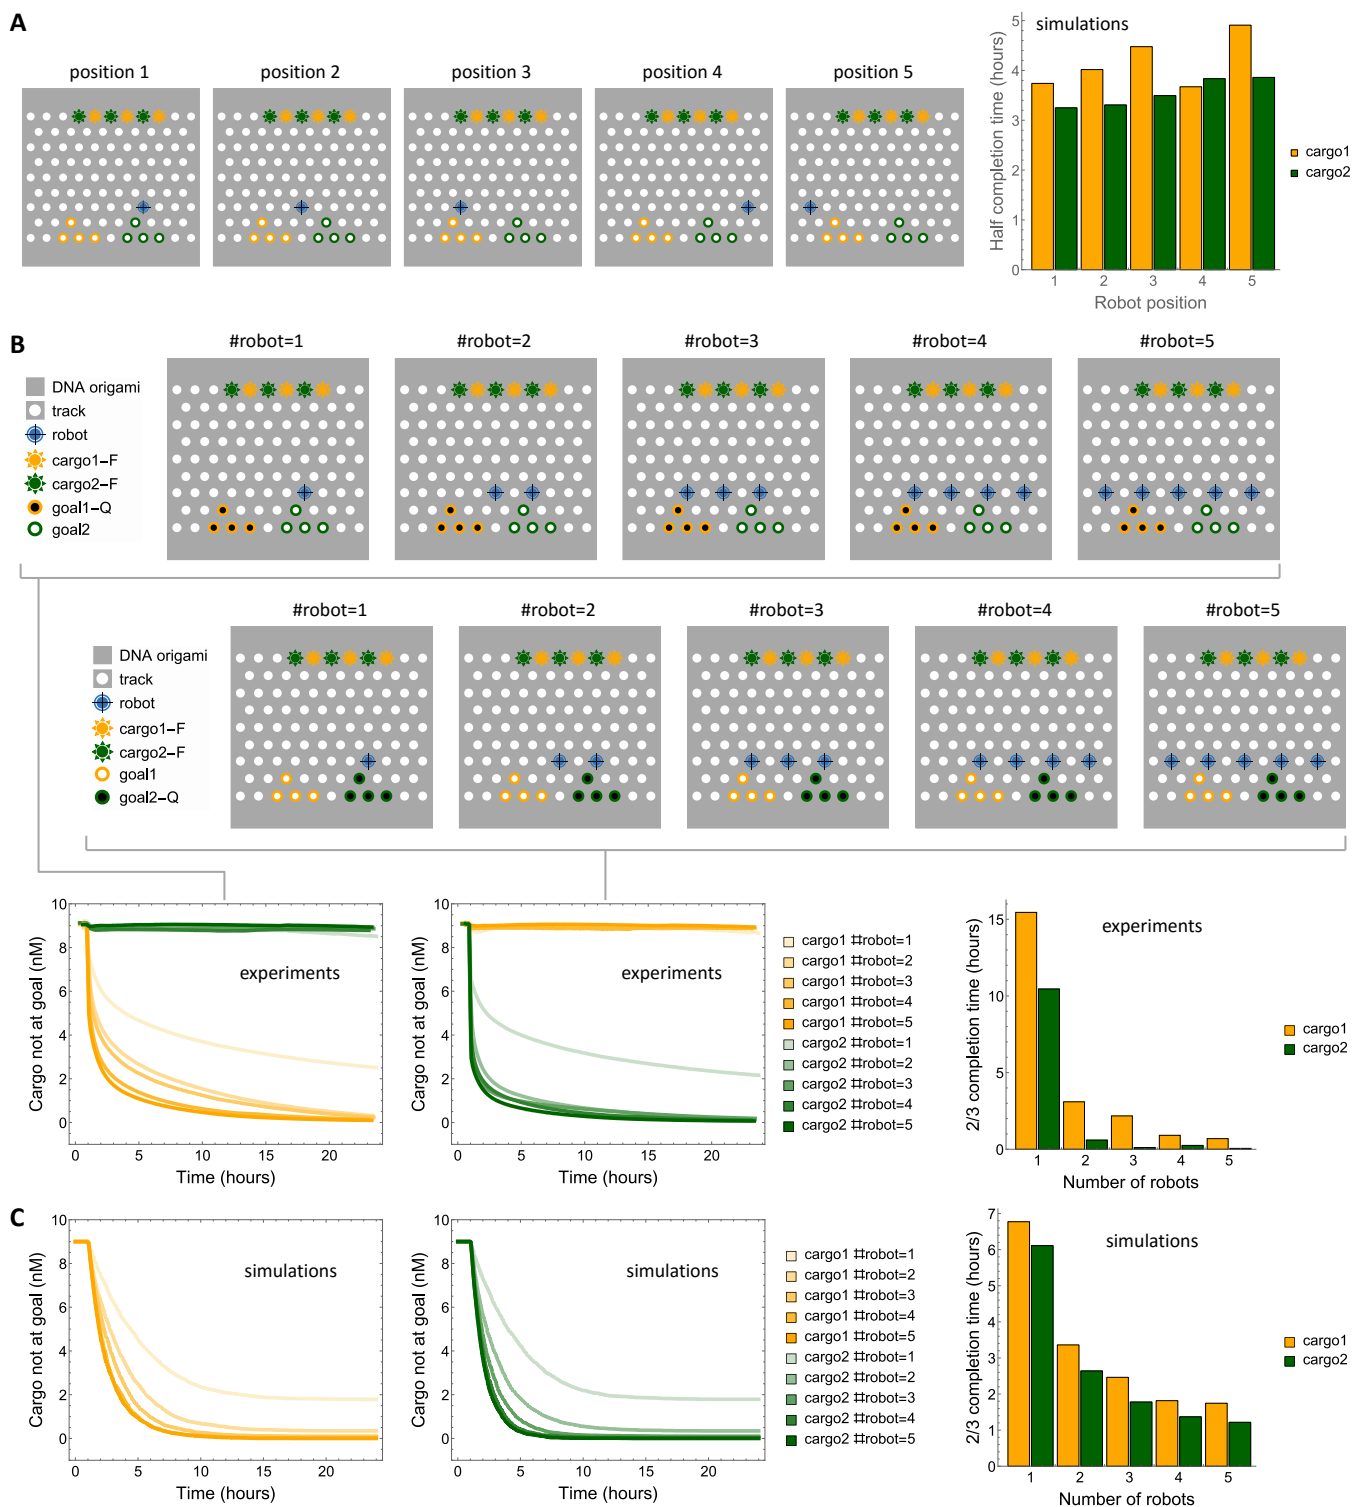 A
position 1
position 2
position 3
position 4
position 5
simulations
Half completion time (hours)
5
4
3
2
1
0
1 2 3 4 5
Robot position
cargo1
cargo2
B
#robot=1
#robot=2
#robot=3
#robot=4
#robot=5
DNA origami
track
robot
cargo1–F
cargo2–F
goal1–Q
goal2
#robot=1
#robot=2
#robot=3
#robot=4
#robot=5
DNA origami
track
robot
cargo1–F
cargo2–F
goal1
goal2–Q
Cargo not at goal (nM)
10
8
6
4
2
0
experiments
0 5 10 15 20
Time (hours)
Cargo not at goal (nM)
10
8
6
4
2
0
experiments
0 5 10 15 20
Time (hours)
cargo1 #robot=1
cargo1 #robot=2
cargo1 #robot=3
cargo1 #robot=4
cargo1 #robot=5
cargo2 #robot=1
cargo2 #robot=2
cargo2 #robot=3
cargo2 #robot=4
cargo2 #robot=5
2/3 completion time (hours)
15
10
5
0
experiments
1 2 3 4 5
Number of robots
cargo1
cargo2
C
Cargo not at goal (nM)
10
8
6
4
2
0
simulations
0 5 10 15 20
Time (hours)
Cargo not at goal (nM)
10
8
6
4
2
0
simulations
0 5 10 15 20
Time (hours)
cargo1 #robot=1
cargo1 #robot=2
cargo1 #robot=3
cargo1 #robot=4
cargo1 #robot=5
cargo2 #robot=1
cargo2 #robot=2
cargo2 #robot=3
cargo2 #robot=4
cargo2 #robot=5
2/3 completion time (hours)
7
6
5
4
3
2
1
0
simulations
1 2 3 4 5
Number of robots
cargo1
cargo2